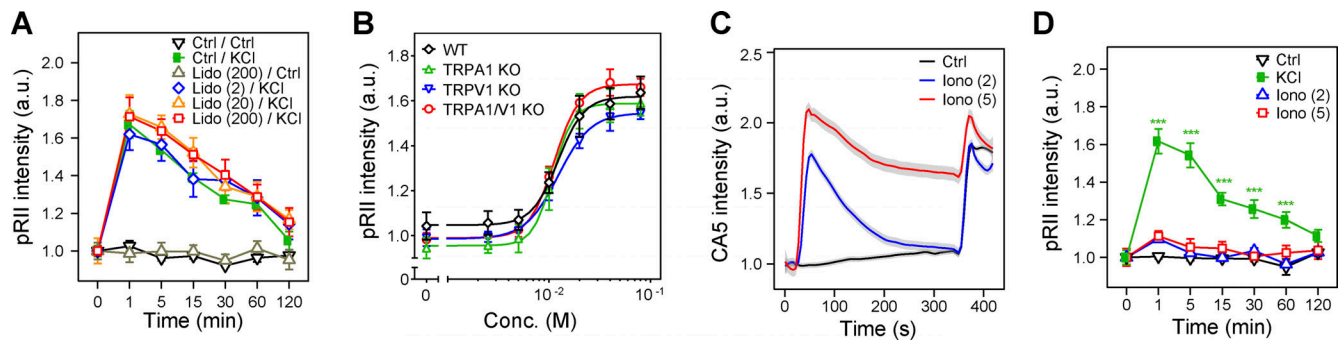 A
pRII intensity (a.u.)
2.0
1.8
1.6
1.4
1.2
1.0
0 1 5 15 30 60 120
Time (min)
Ctrl / Ctrl
Ctrl / KCl
Lido (200) / Ctrl
Lido (2) / KCl
Lido (20) / KCl
Lido (200) / KCl
B
pRII intensity (a.u.)
1.8
1.6
1.4
1.2
1.0
0
0 10⁻² 10⁻¹
Conc. (M)
WT
TRPA1 KO
TRPV1 KO
TRPA1/V1 KO
C
CA5 intensity (a.u.)
2.5
2.0
1.5
1.0
0 100 200 300 400
Time (s)
Ctrl
Iono (2)
Iono (5)
D
pRII intensity (a.u.)
2.0
1.8
1.6
1.4
1.2
1.0
0 1 5 15 30 60 120
Time (min)
Ctrl
KCl
Iono (2)
Iono (5)
*** *** *** *** ***